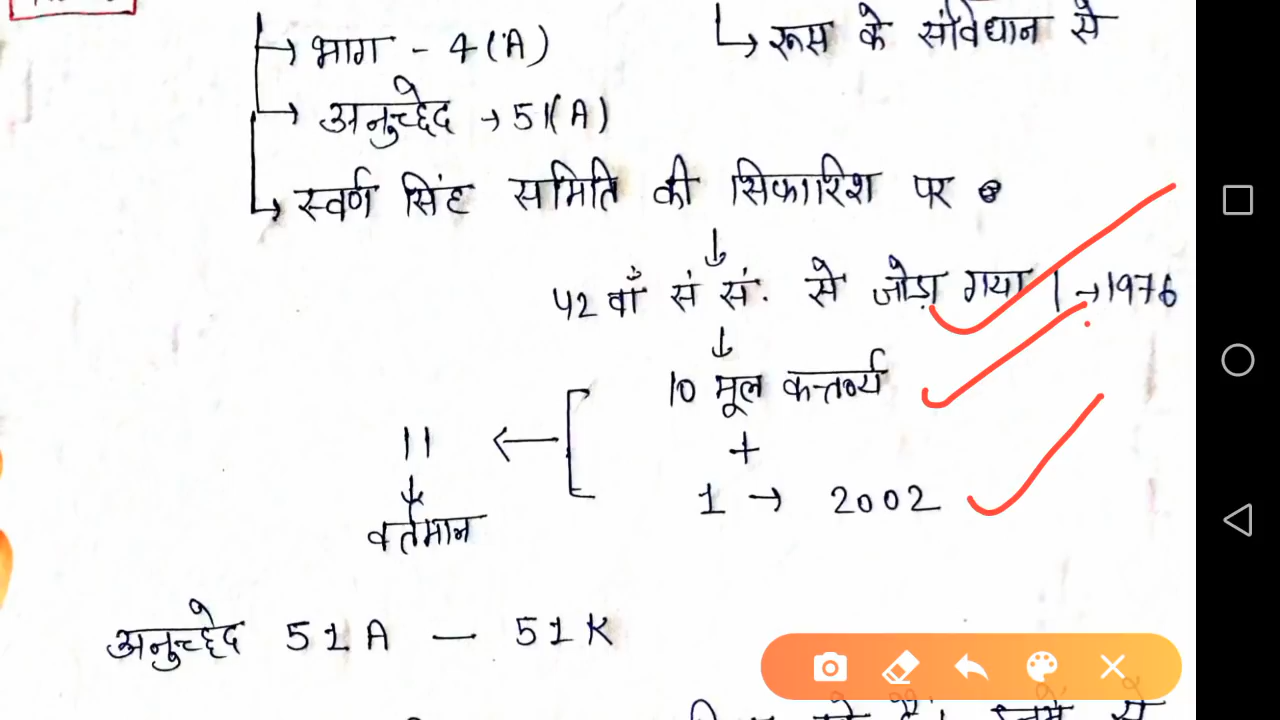 → भाग - 4 (A)
↳ रूस के संविधान से
→ अनुच्छेद → 51(A)
→ स्वर्ण सिंह समिति की सिफारिश पर
↓
42 वाँ सं सं. से जोड़ा गया | → 1976
↓
10 मूल कर्त्तव्य
+
11 ←
1 → 2002
↓
वर्तमान
अनुच्छेद 51A — 51K